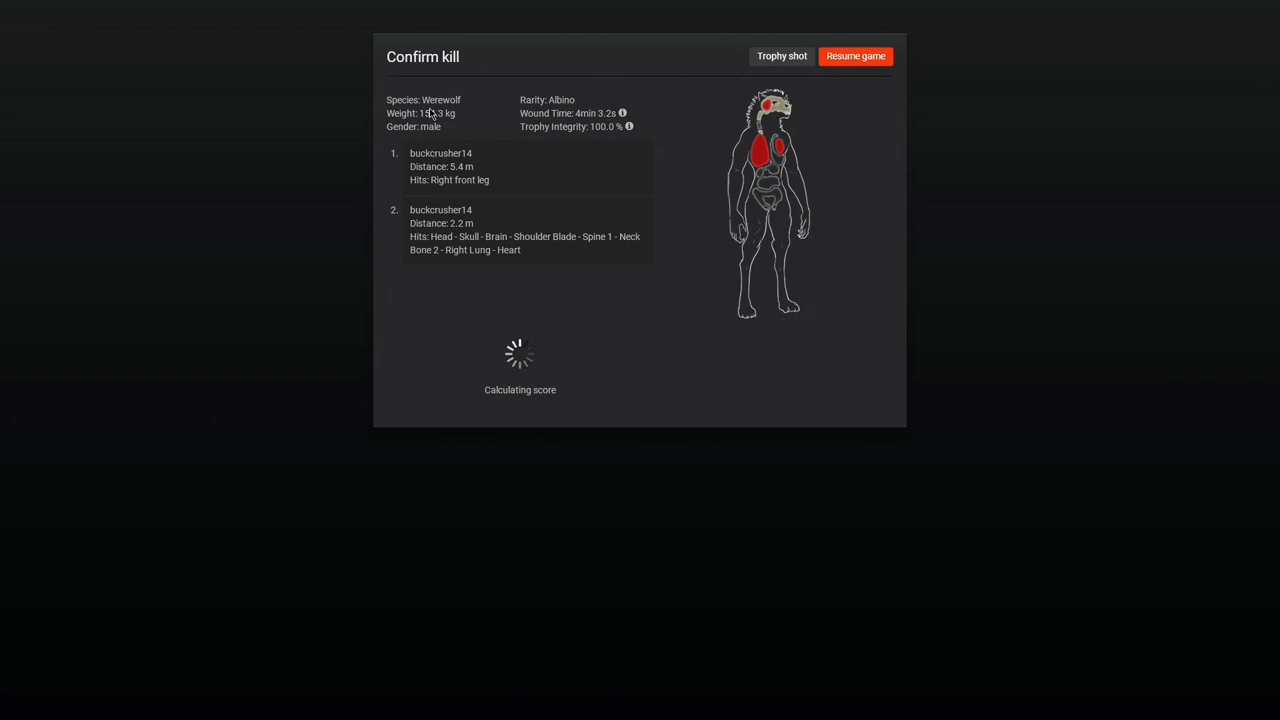 Confirm kill
Trophy shot
Resume game
Species: Werewolf
Weight: kg
Gender: male
Rarity: Albino
Wound Time: 4min 3.2s
Trophy Integrity: 100.0 %
1. buckcrusher14
Distance: 5.4 m
Hits: Right front leg
2. buckcrusher14
Distance: 2.2 m
Hits: Head - Skull - Brain - Shoulder Blade - Spine 1 - Neck
Bone 2 - Right Lung - Heart
Calculating score